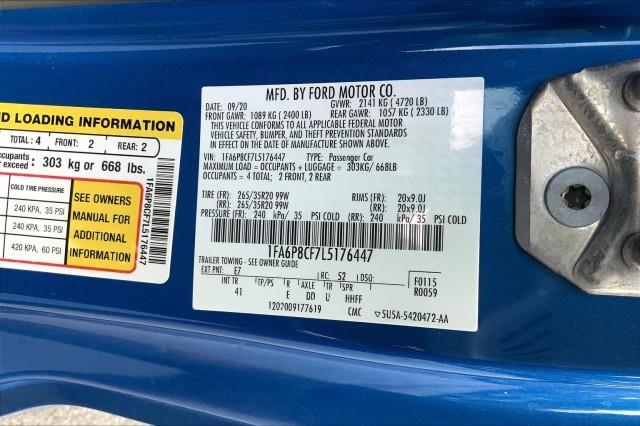 D LOADING INFORMATION
TOTAL: 4 FRONT: 2 REAR: 2
303 kg or 668 lbs.
COLD TIRE PRESSURE
240 KPA, 35 PSI
240 KPA, 35 PSI
420 KPA, 60 PSI
SEE OWNERS
MANUAL FOR
ADDITIONAL
INFORMATION
1FA6P8CF7L5176447
MFD. BY FORD MOTOR CO.
DATE: 09/20 GVWR: 2141 KG (4720 LB)
FRONT GAWR: 1089 KG (2400 LB) REAR GAWR: 1057 KG (2330 LB)
THIS VEHICLE CONFORMS TO ALL APPLICABLE FEDERAL MOTOR
VEHICLE SAFETY, BUMPER, AND THEFT PREVENTION STANDARDS
IN EFFECT ON THE DATE OF MANUFACTURE SHOWN ABOVE.
VIN: 1FA6P8CF7L5176447 TYPE: Passenger Car
MAXIMUM LOAD = OCCUPANTS + LUGGAGE = 303KG/ 668LB
OCCUPANTS = 4 TOTAL; 2 FRONT, 2 REAR
TIRE (FR): 265/35R20 99W RIMS (FR): 20x9.0J
(RR): 265/35R20 99W (RR): 20x9.0J
PRESSURE (FR): 240 kPa/ 35 PSI COLD (RR): 240 kPa/ 35 PSI COLD
1FA6P8CF7L5176447
TRAILER TOWING - SEE OWNER GUIDE
EXT PNT: E7 RC: 52 DSO: F0115
INT TR TP/PS R AXLE TR SPR R0059
41 E DD U HHFF
1202009177619 CMC 5USA-5420472-AA